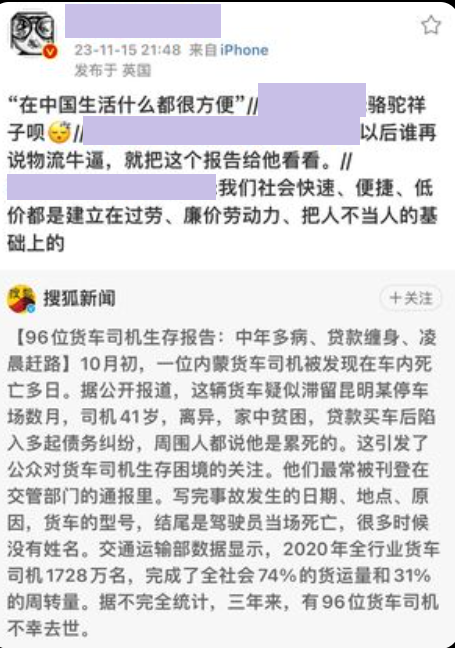 23-11-15 21:48 来自 iPhone
发布于 英国
“在中国生活什么都很方便”//
骆驼祥
子呗😴//
以后谁再
说物流牛逼，就把这个报告给他看看。//
我们社会快速、便捷、低
价都是建立在过劳、廉价劳动力、把人不当人的基
础上的
搜狐新闻
+关注
【96位货车司机生存报告：中年多病、贷款缠身、凌
晨赶路】10月初，一位内蒙货车司机被发现在车内死
亡多日。据公开报道，这辆货车疑似滞留昆明某停车
场数月，司机41岁，离异，家中贫困，贷款买车后陷
入多起债务纠纷，周围人都说他是累死的。这引发了
公众对货车司机生存困境的关注。他们最常被刊登在
交管部门的通报里。写完事故发生的日期、地点、原
因，货车的型号，结尾是驾驶员当场死亡，很多时候
没有姓名。交通运输部数据显示，2020年全行业货车
司机1728万名，完成了全社会74%的货运量和31%
的周转量。据不完全统计，三年来，有96位货车司机
不幸去世。